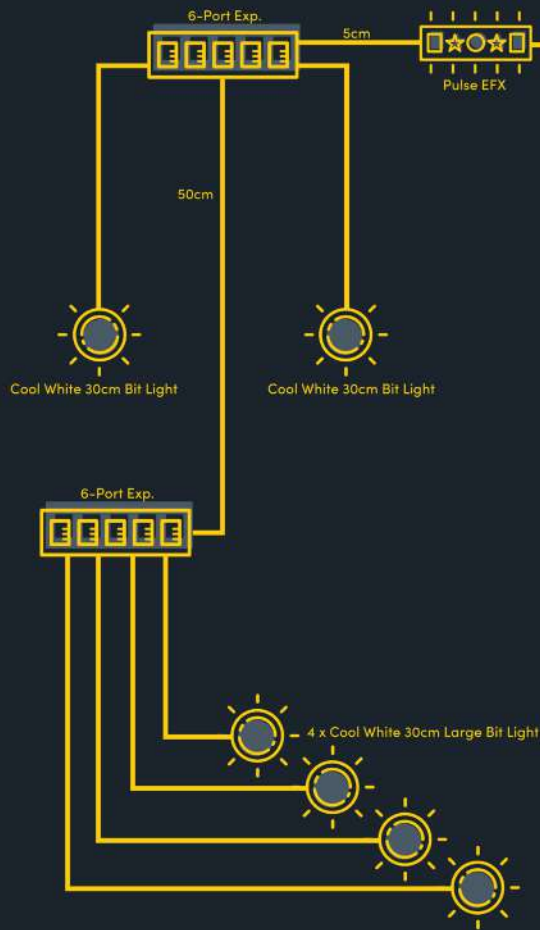 6-Port Exp.
5cm
Pulse EFX
50cm
Cool White 30cm Bit Light
Cool White 30cm Bit Light
6-Port Exp.
4 x Cool White 30cm Large Bit Light